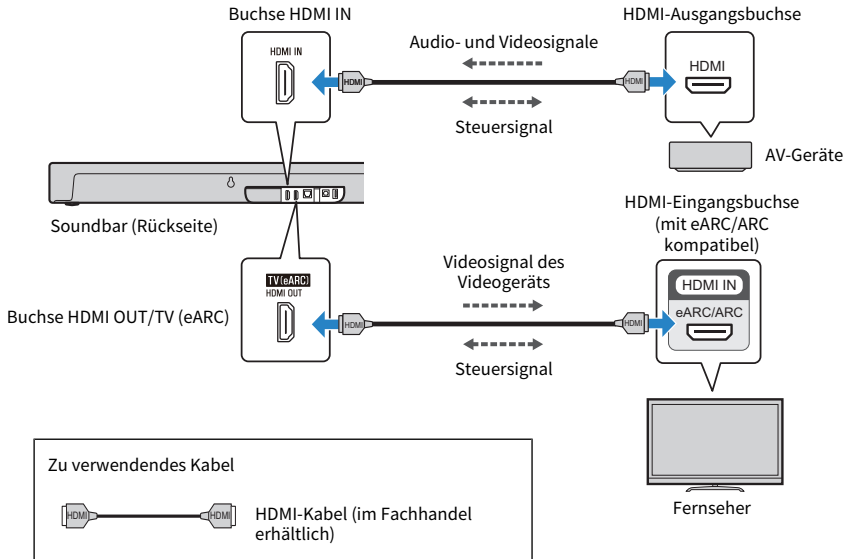 Buchse HDMI IN
HDMI-Ausgangsbuchse
HDMI IN
Audio- und Videosignale
HDMI
HDMI
HDMI
Steuersignal
AV-Geräte
Soundbar (Rückseite)
HDMI-Eingangsbuchse
(mit eARC/ARC
kompatibel)
TV(eARC)
HDMI OUT
Videosignal des
Videogeräts
HDMI IN
eARC/ARC
Buchse HDMI OUT/TV (eARC)
HDMI
HDMI
Steuersignal
Fernseher
Zu verwendendes Kabel
HDMI
HDMI
HDMI-Kabel (im Fachhandel
erhältlich)